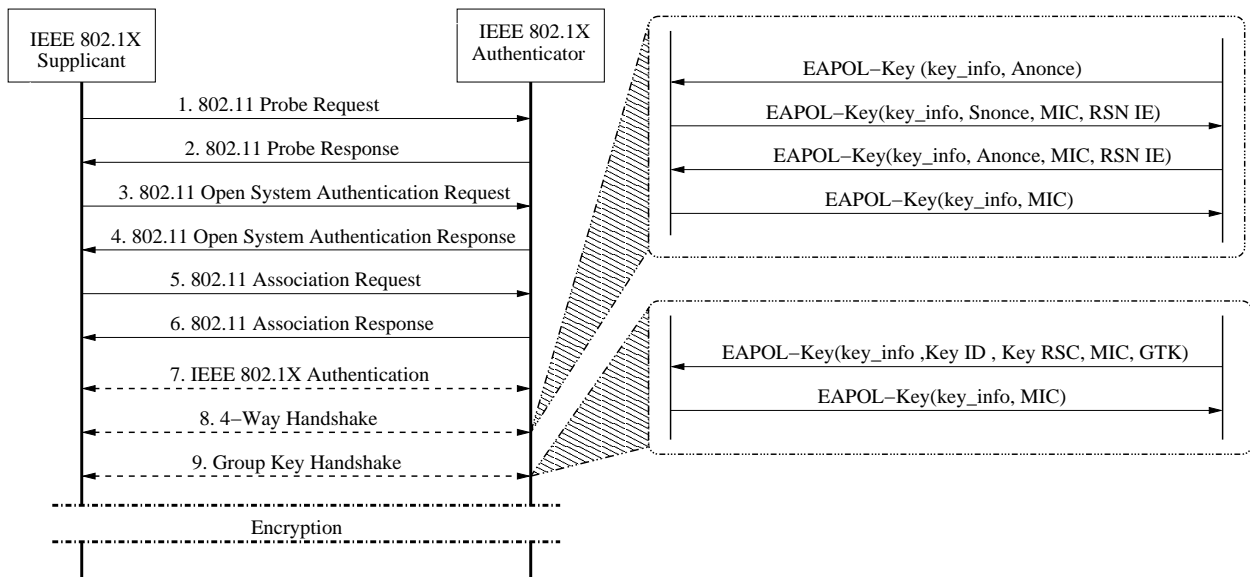 IEEE 802.1X
Supplicant
IEEE 802.1X
Authenticator
1. 802.11 Probe Request
2. 802.11 Probe Response
3. 802.11 Open System Authentication Request
4. 802.11 Open System Authentication Response
5. 802.11 Association Request
6. 802.11 Association Response
7. IEEE 802.1X Authentication
8. 4−Way Handshake
9. Group Key Handshake
Encryption
EAPOL−Key (key_info, Anonce)
EAPOL−Key(key_info, Snonce, MIC, RSN IE)
EAPOL−Key(key_info, Anonce, MIC, RSN IE)
EAPOL−Key(key_info, MIC)
EAPOL−Key(key_info ,Key ID , Key RSC, MIC, GTK)
EAPOL−Key(key_info, MIC)